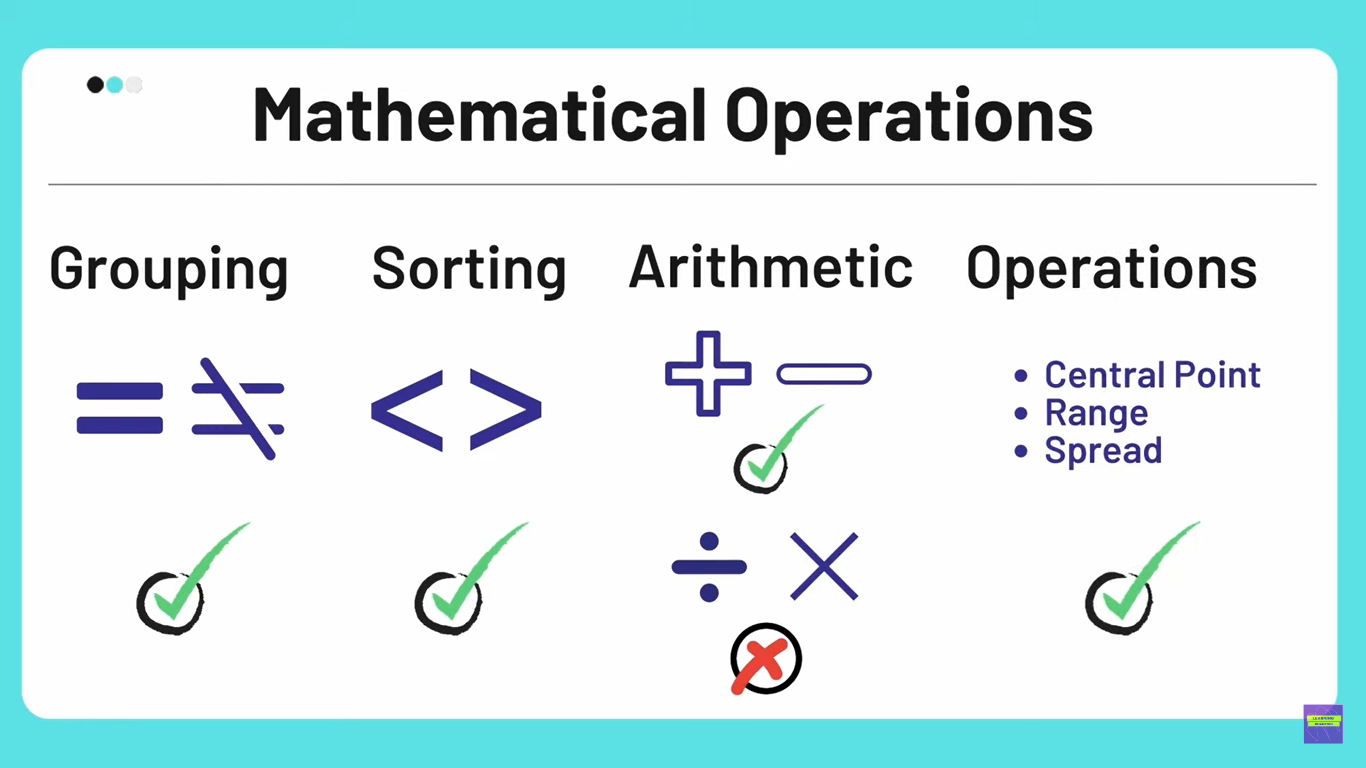 Mathematical Operations
Grouping
Sorting
Arithmetic
Operations
= ≠
< >
+ −
• Central Point
• Range
• Spread
÷ ×